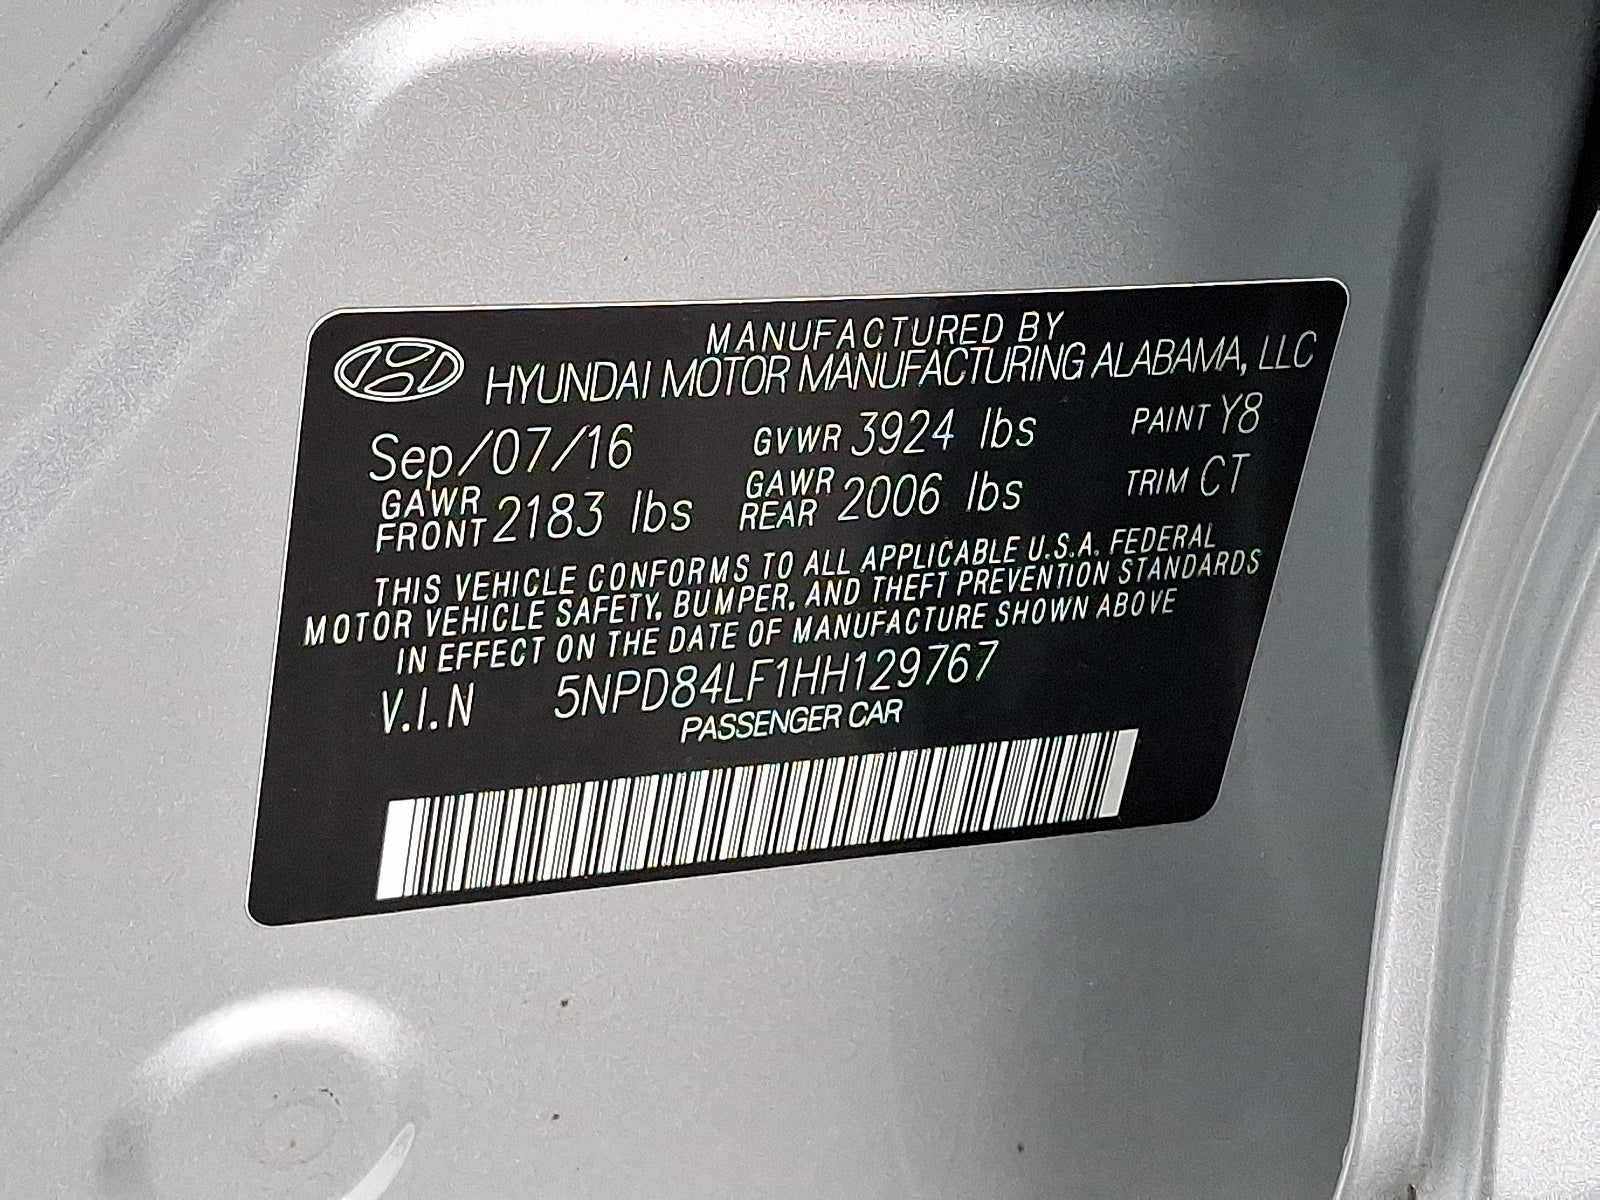 MANUFACTURED BY
HYUNDAI MOTOR MANUFACTURING ALABAMA, LLC
Sep/07/16 GVWR 3924 lbs PAINT Y8
GAWR FRONT 2183 lbs GAWR REAR 2006 lbs TRIM CT
THIS VEHICLE CONFORMS TO ALL APPLICABLE U.S.A. FEDERAL
MOTOR VEHICLE SAFETY, BUMPER, AND THEFT PREVENTION STANDARDS
IN EFFECT ON THE DATE OF MANUFACTURE SHOWN ABOVE
V.I.N 5NPD84LF1HH129767
PASSENGER CAR